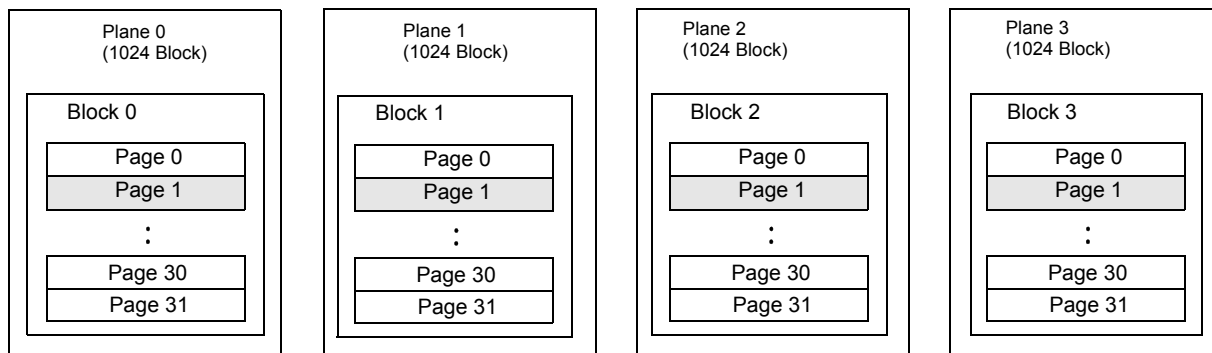 Plane 0
(1024 Block)
Block 0
Page 0
Page 1
:
Page 30
Page 31
Plane 1
(1024 Block)
Block 1
Page 0
Page 1
:
Page 30
Page 31
Plane 2
(1024 Block)
Block 2
Page 0
Page 1
:
Page 30
Page 31
Plane 3
(1024 Block)
Block 3
Page 0
Page 1
:
Page 30
Page 31